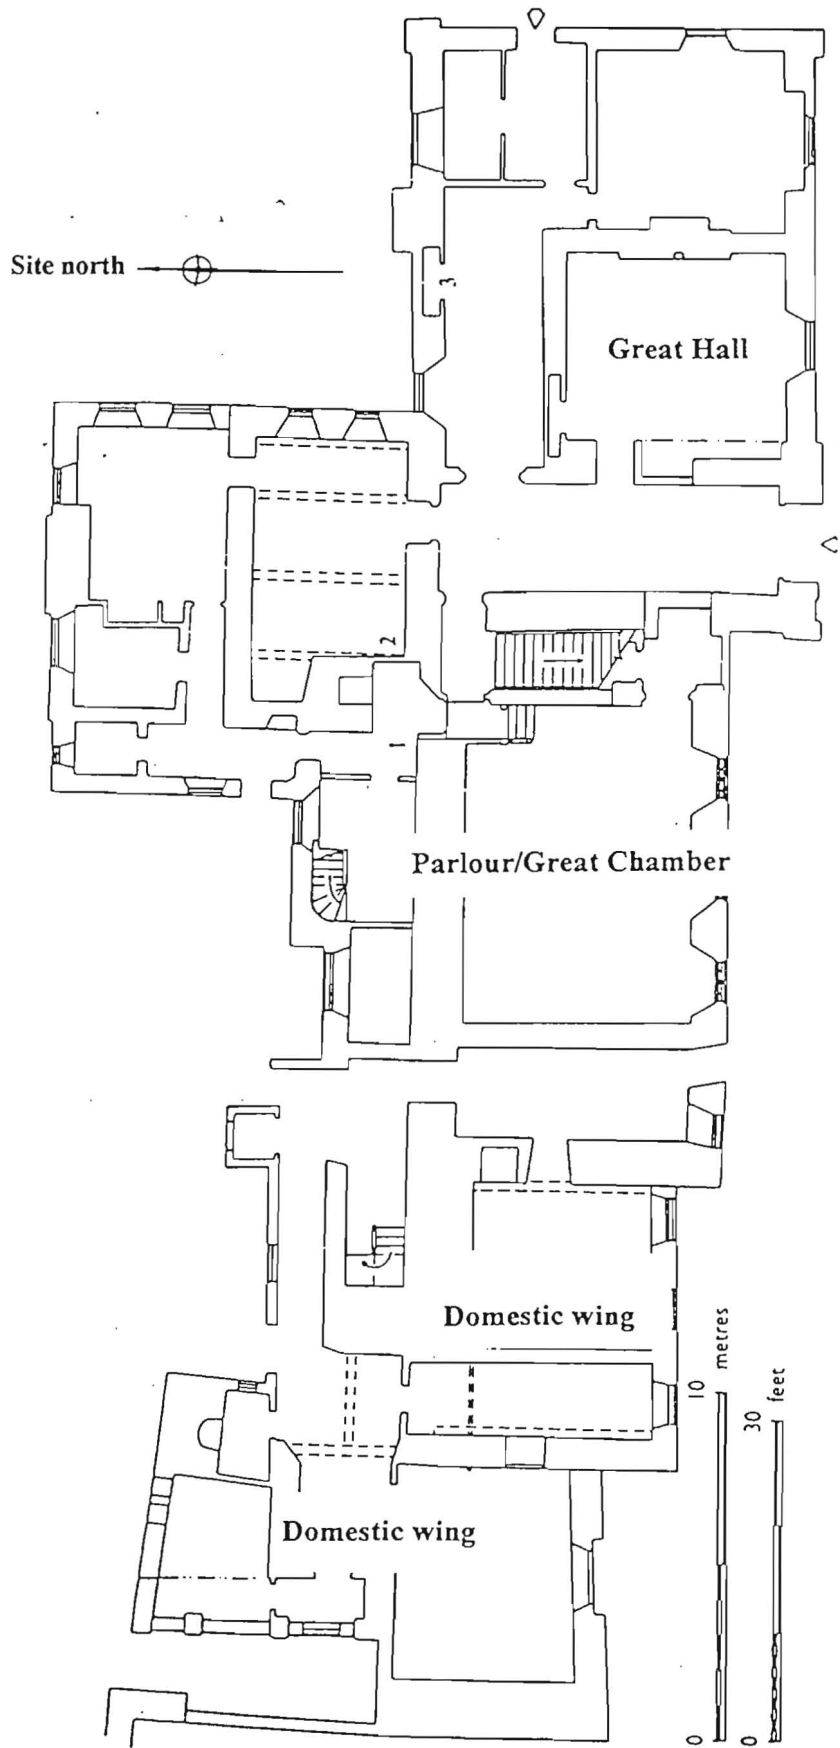 Site north
3
Great Hall
2
1
Parlour/Great Chamber
Domestic wing
Domestic wing
0 10 metres
0 30 feet